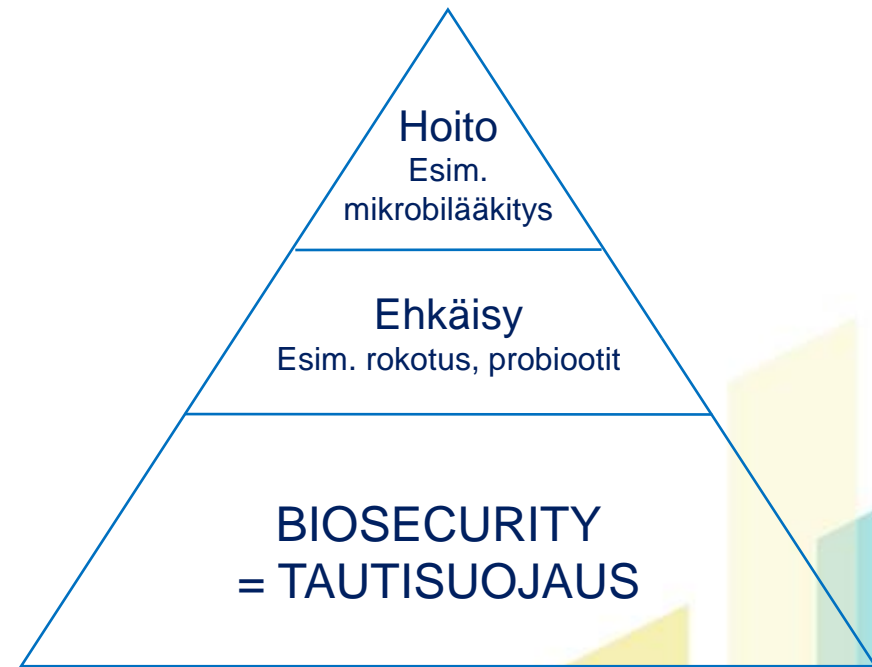 Hoito
Esim.
mikrobilääkitys
Ehkäisy
Esim. rokotus, probiootit
BIOSECURITY
= TAUTISUOJAUS